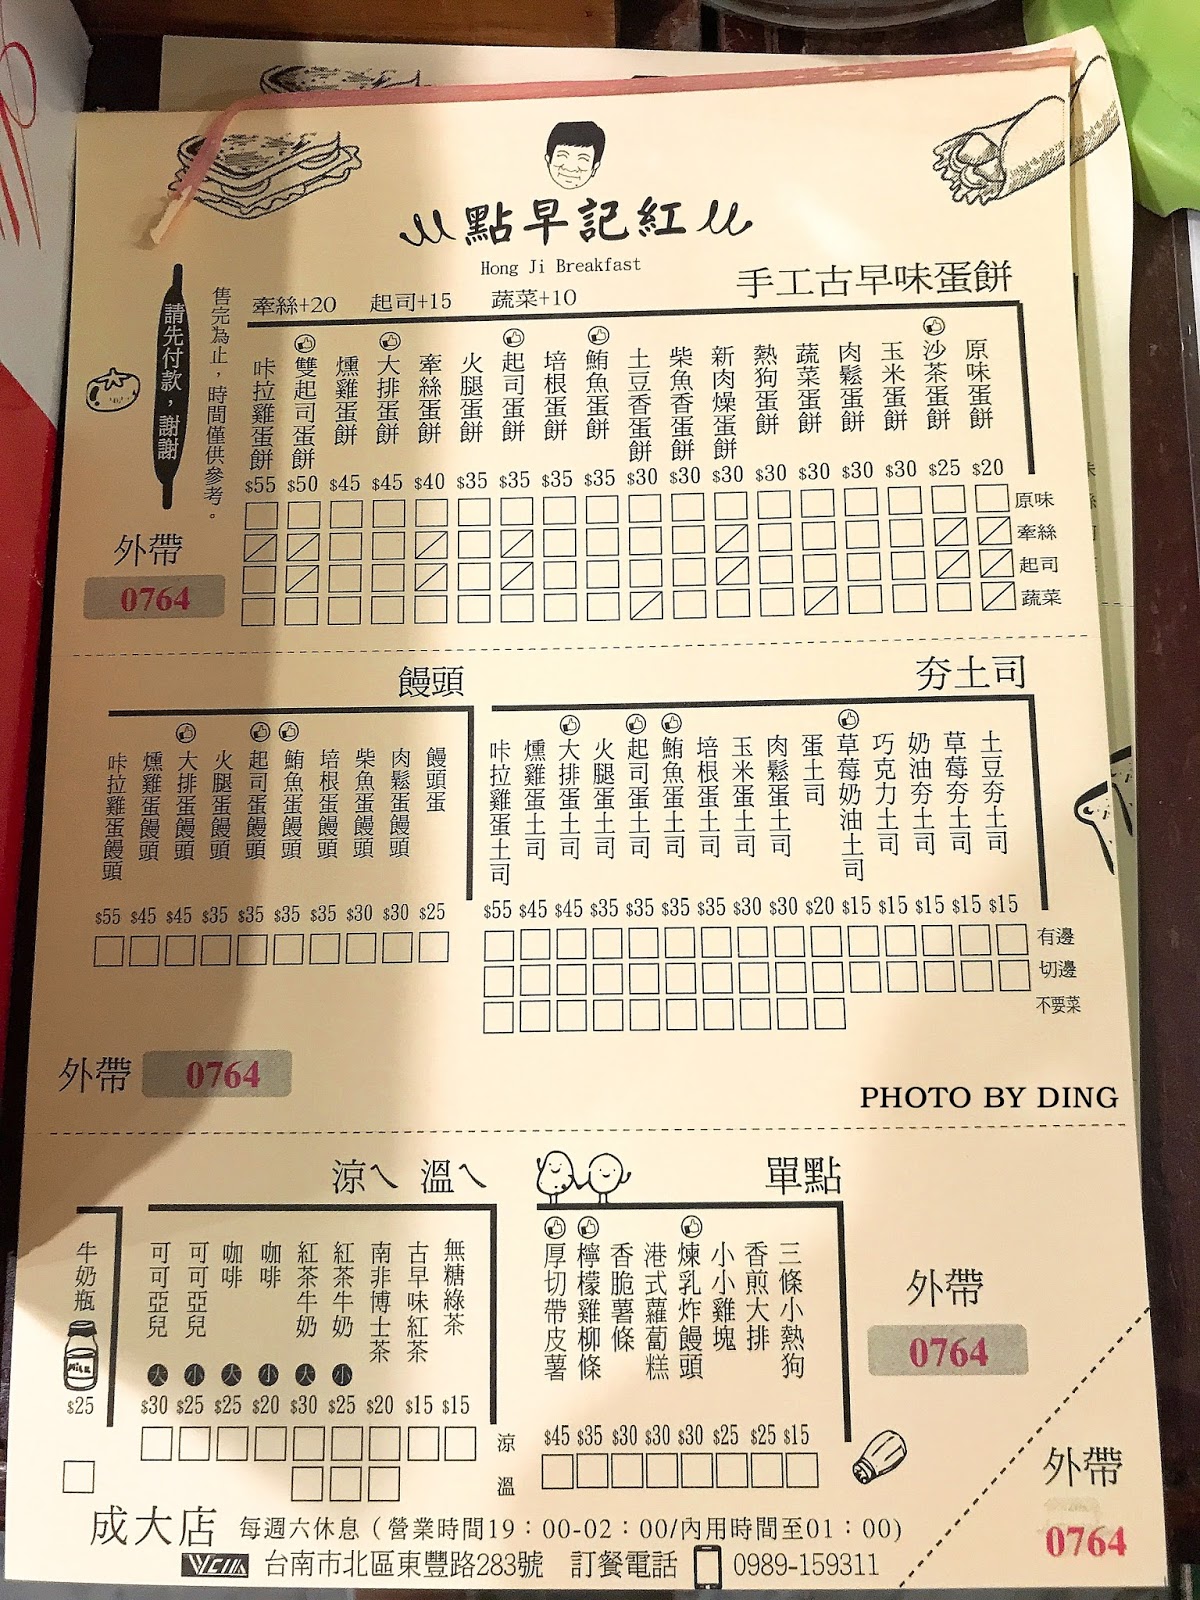 點早記紅
Hong Ji Breakfast
手工古早味蛋餅
牽絲+20 起司+15 蔬菜+10
請先付款，謝謝
售完為止，時間僅供參考。
原味蛋餅 $20
沙茶蛋餅 $25
玉米蛋餅 $30
肉鬆蛋餅 $30
蔬菜蛋餅 $30
熱狗蛋餅 $30
新肉燥蛋餅 $30
柴魚香蛋餅 $30
土豆香蛋餅 $30
鮪魚蛋餅 $35
培根蛋餅 $35
起司蛋餅 $35
火腿蛋餅 $35
牽絲蛋餅 $40
大排蛋餅 $45
燻雞蛋餅 $45
雙起司蛋餅 $50
咔拉雞蛋餅 $55
原味
牽絲
起司
蔬菜
外帶
0764
夯土司
土豆夯土司 $15
草莓夯土司 $15
奶油夯土司 $15
巧克力土司 $15
草莓奶油土司 $15
蛋土司 $20
肉鬆蛋土司 $30
玉米蛋土司 $30
培根蛋土司 $35
鮪魚蛋土司 $35
起司蛋土司 $35
火腿蛋土司 $35
大排蛋土司 $45
燻雞蛋土司 $45
咔拉雞蛋土司 $55
有邊
切邊
不要菜
饅頭
饅頭蛋 $25
肉鬆蛋饅頭 $30
柴魚蛋饅頭 $30
培根蛋饅頭 $35
鮪魚蛋饅頭 $35
起司蛋饅頭 $35
火腿蛋饅頭 $35
大排蛋饅頭 $45
燻雞蛋饅頭 $45
咔拉雞蛋饅頭 $55
外帶 0764
PHOTO BY DING
單點
三條小熱狗 $15
香煎大排 $25
小小雞塊 $25
煉乳炸饅頭 $30
港式蘿蔔糕 $30
香脆薯條 $30
檸檬雞柳條 $35
厚切帶皮薯 $45
涼ㄟ 溫ㄟ
無糖綠茶 $15
古早味紅茶 $15
南非博士茶 $20
紅茶牛奶 小 $25
紅茶牛奶 大 $30
咖啡 小 $20
咖啡 大 $25
可可亞兒 小 $25
可可亞兒 大 $30
涼
溫
牛奶瓶
MILK
$25
外帶
0764
外帶
0764
成大店 每週六休息（營業時間19：00-02：00/內用時間至01：00）
台南市北區東豐路283號 訂餐電話 0989-159311